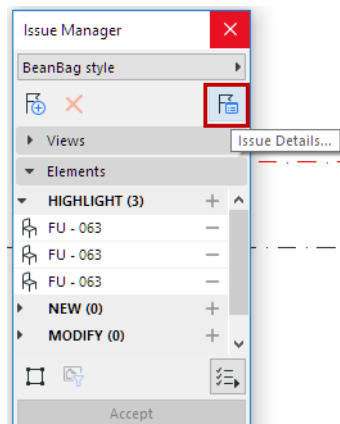 Issue Manager
BeanBag style
Views
Issue Details...
Elements
HIGHLIGHT (3)
FU - 063
FU - 063
FU - 063
NEW (0)
MODIFY (0)
Accept